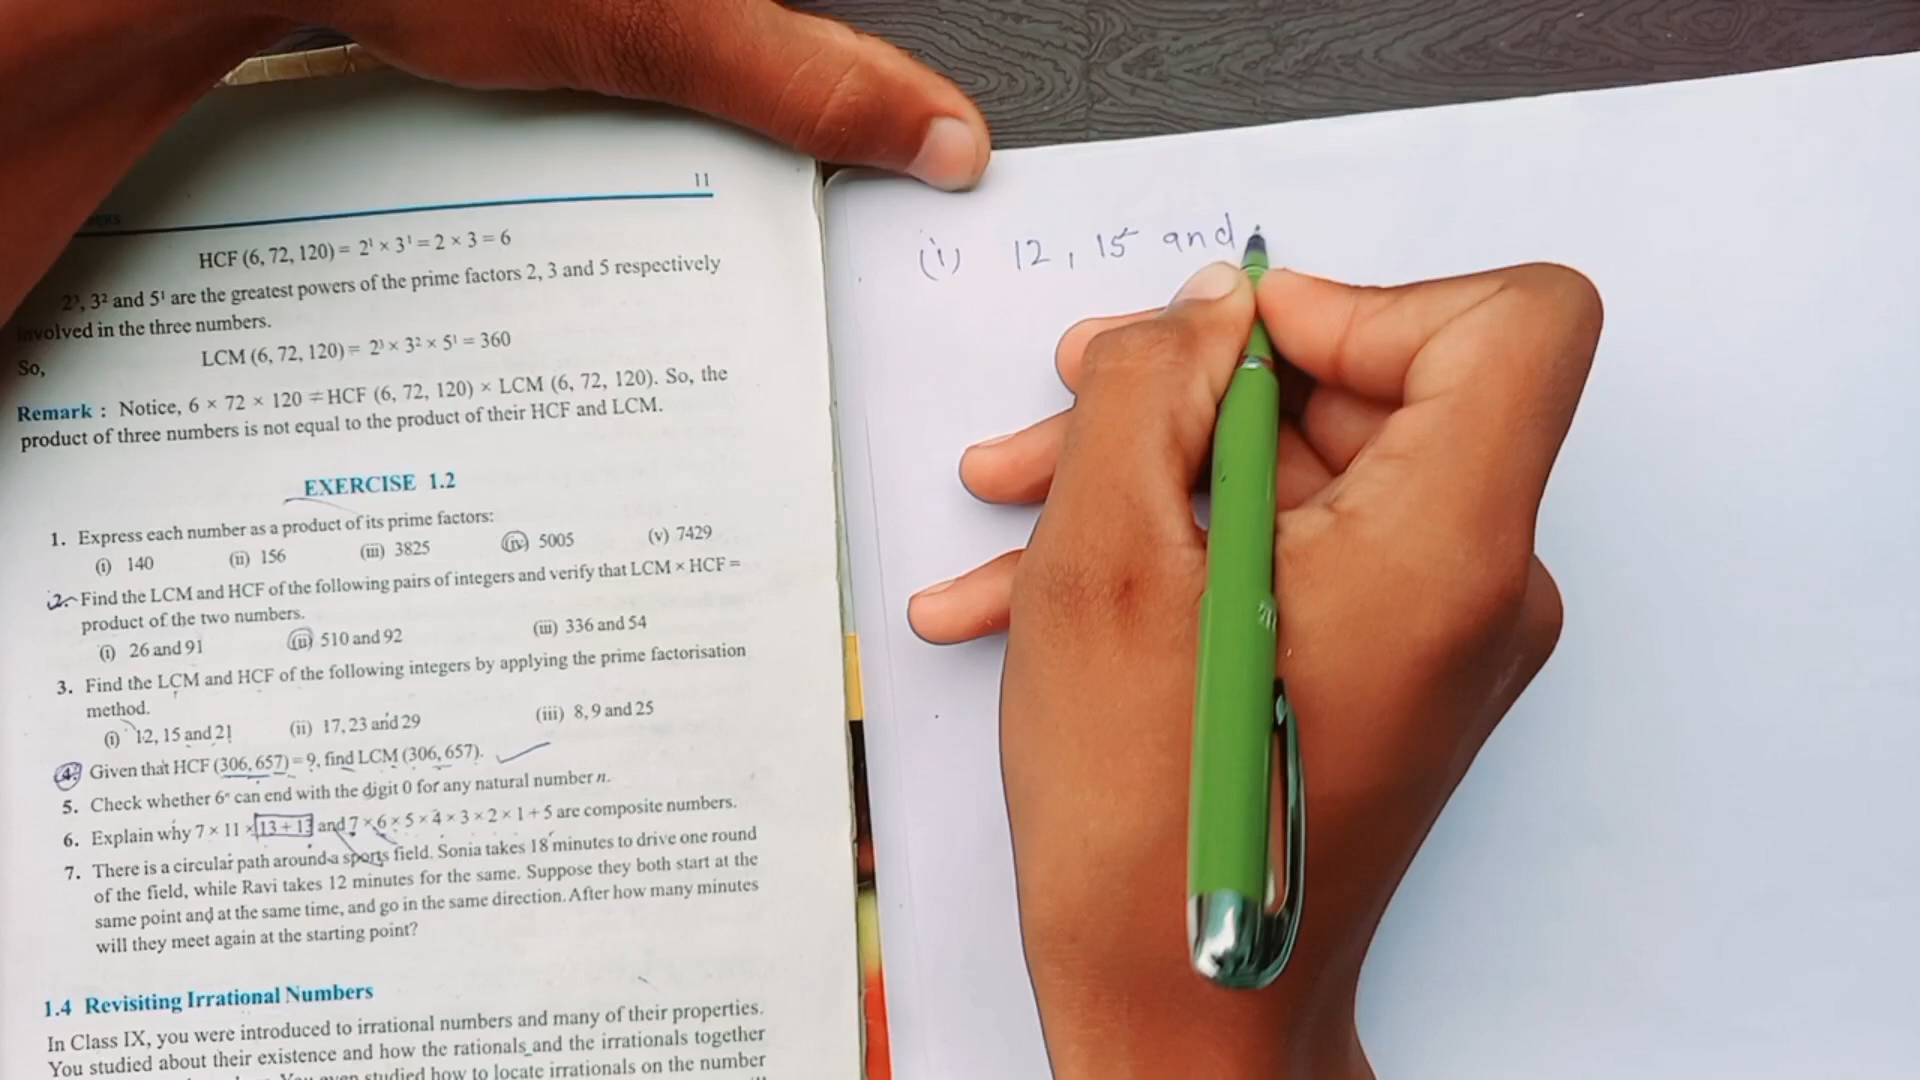 11
HCF (6, 72, 120) = 2¹ × 3¹ = 2 × 3 = 6
2³, 3² and 5¹ are the greatest powers of the prime factors 2, 3 and 5 respectively
involved in the three numbers.
So,
LCM (6, 72, 120) = 2³ × 3² × 5¹ = 360
Remark : Notice, 6 × 72 × 120 ≠ HCF (6, 72, 120) × LCM (6, 72, 120). So, the
product of three numbers is not equal to the product of their HCF and LCM.
EXERCISE 1.2
1. Express each number as a product of its prime factors:
(i) 140 (ii) 156 (iii) 3825 (iv) 5005 (v) 7429
2. Find the LCM and HCF of the following pairs of integers and verify that LCM × HCF =
product of the two numbers.
(i) 26 and 91 (ii) 510 and 92 (iii) 336 and 54
3. Find the LCM and HCF of the following integers by applying the prime factorisation
method.
(i) 12, 15 and 21 (ii) 17, 23 and 29 (iii) 8, 9 and 25
4. Given that HCF (306, 657) = 9, find LCM (306, 657).
5. Check whether 6ⁿ can end with the digit 0 for any natural number n.
6. Explain why 7 × 11 × 13 + 13 and 7 × 6 × 5 × 4 × 3 × 2 × 1 + 5 are composite numbers.
7. There is a circular path around a sports field. Sonia takes 18 minutes to drive one round
of the field, while Ravi takes 12 minutes for the same. Suppose they both start at the
same point and at the same time, and go in the same direction. After how many minutes
will they meet again at the starting point?
1.4 Revisiting Irrational Numbers
In Class IX, you were introduced to irrational numbers and many of their properties.
You studied about their existence and how the rationals and the irrationals together
You even studied how to locate irrationals on the number
(i) 12, 15 and